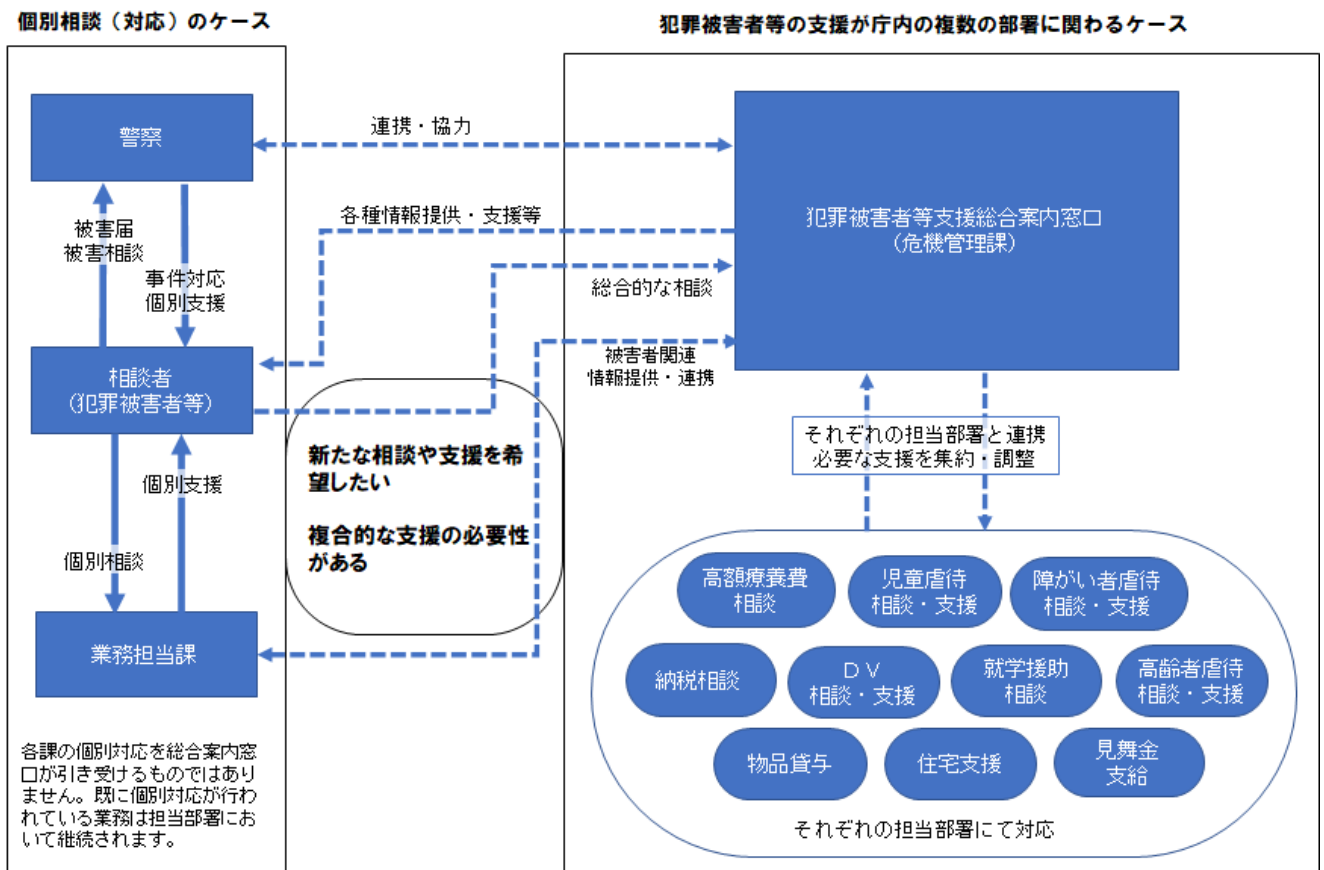 個別相談（対応）のケース
犯罪被害者等の支援が庁内の複数の部署に関わるケース
警察
連携・協力
被害届
被害相談
事件対応
個別支援
各種情報提供・支援等
犯罪被害者等支援総合案内窓口
（危機管理課）
総合的な相談
相談者
（犯罪被害者等）
被害者関連
情報提供・連携
新たな相談や支援を希
望したい
複合的な支援の必要性
がある
それぞれの担当部署と連携
必要な支援を集約・調整
個別支援
個別相談
業務担当課
高額療養費
相談
児童虐待
相談・支援
障がい者虐待
相談・支援
納税相談
ＤＶ
相談・支援
就学援助
相談
高齢者虐待
相談・支援
物品貸与
住宅支援
見舞金
支給
それぞれの担当部署にて対応
各課の個別対応を総合案内窓
口が引き受けるものではあり
ません。既に個別対応が行わ
れている業務は担当部署にお
いて継続されます。